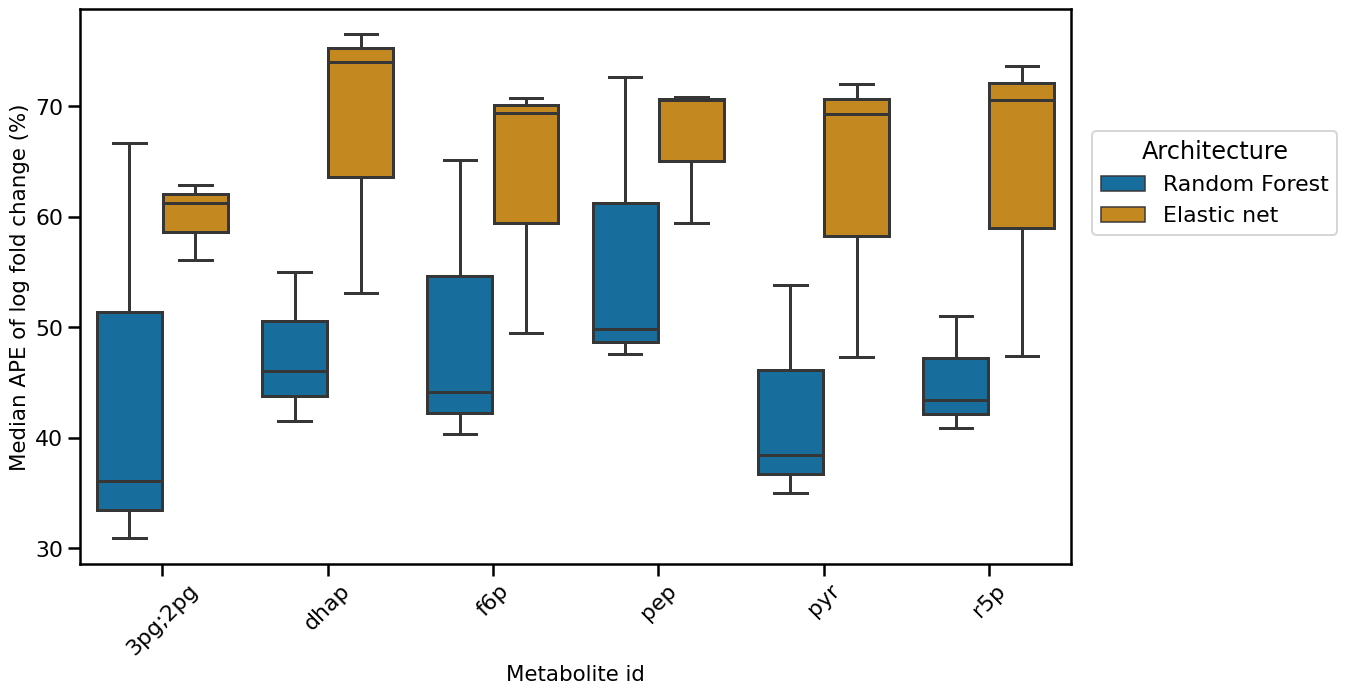 Median APE of log fold change (%)
70
60
50
40
30
3pg;2pg
dhap
f6p
pep
pyr
r5p
Metabolite id
Architecture
Random Forest
Elastic net